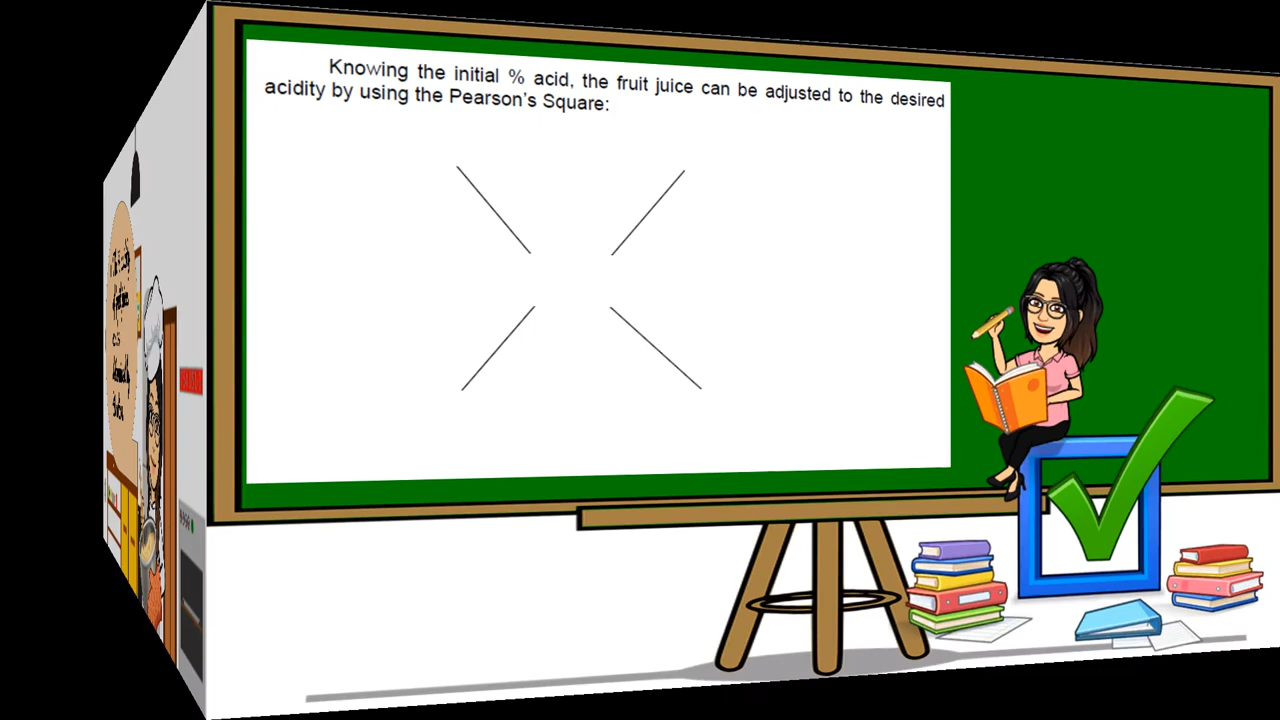 Knowing the initial % acid, the fruit juice can be adjusted to the desired
acidity by using the Pearson's Square: